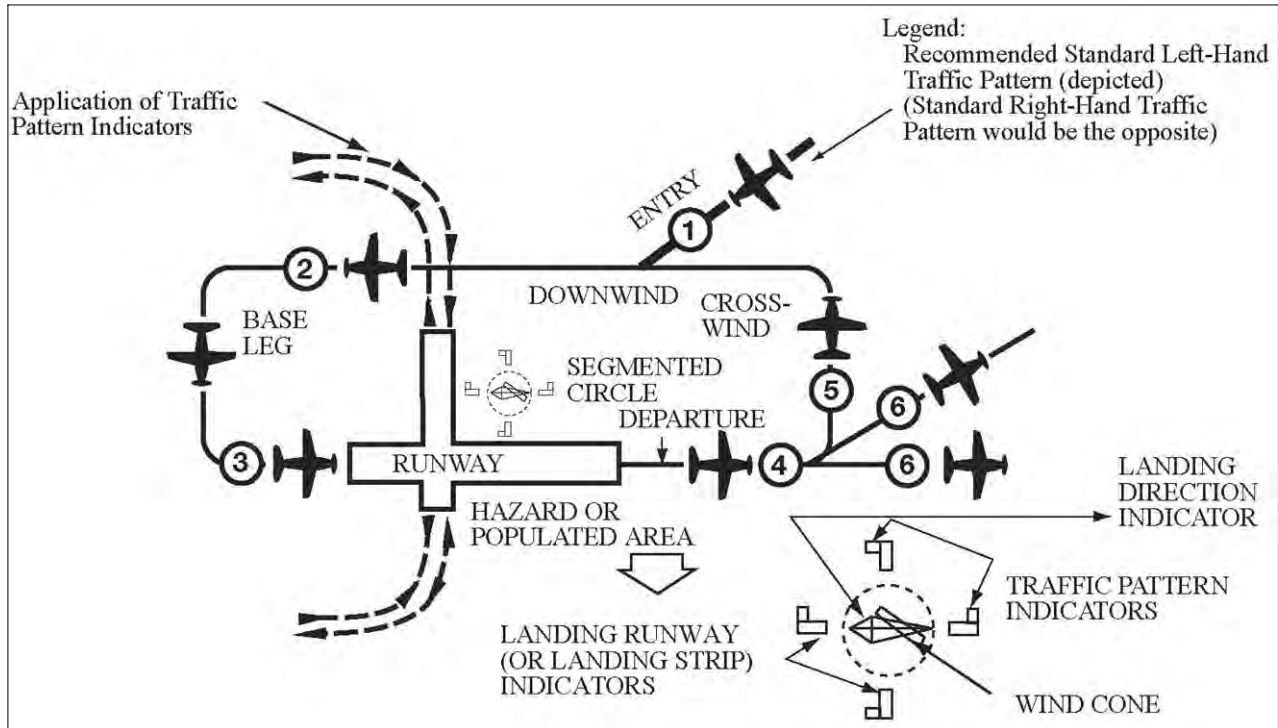 Legend:
Recommended Standard Left-Hand
Traffic Pattern (depicted)
(Standard Right-Hand Traffic
Pattern would be the opposite)
Application of Traffic
Pattern Indicators
ENTRY
1
2
DOWNWIND
CROSS-
WIND
BASE
LEG
SEGMENTED
CIRCLE
5
6
DEPARTURE
3
RUNWAY
4
6
LANDING
DIRECTION
INDICATOR
HAZARD OR
POPULATED AREA
TRAFFIC PATTERN
INDICATORS
LANDING RUNWAY
(OR LANDING STRIP)
INDICATORS
WIND CONE